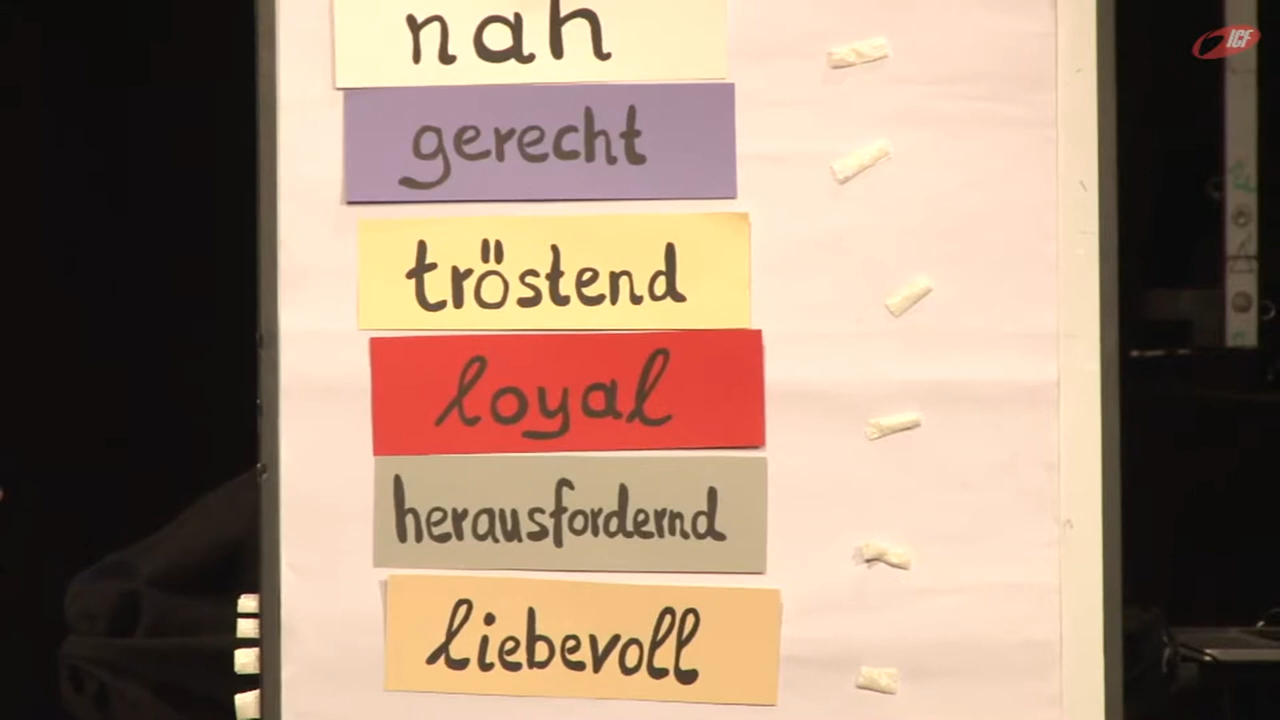 nah
ICF
gerecht
tröstend
loyal
herausfordernd
liebevoll